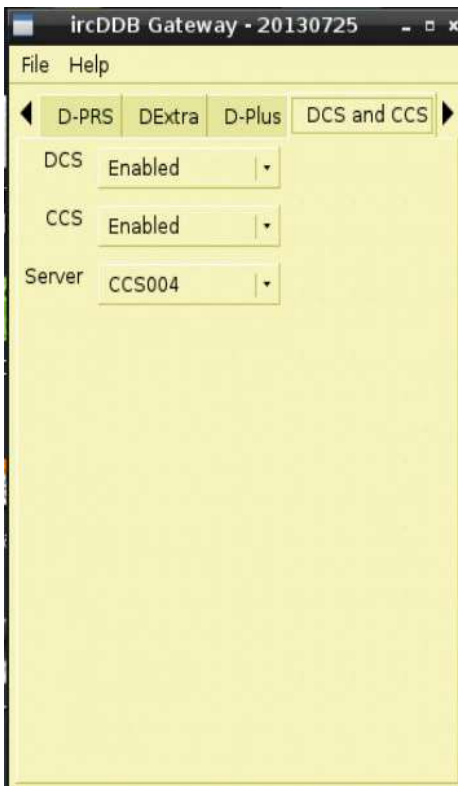 ircDDB Gateway - 20130725
File Help
D-PRS DExtra D-Plus DCS and CCS
DCS Enabled
CCS Enabled
Server CCS004